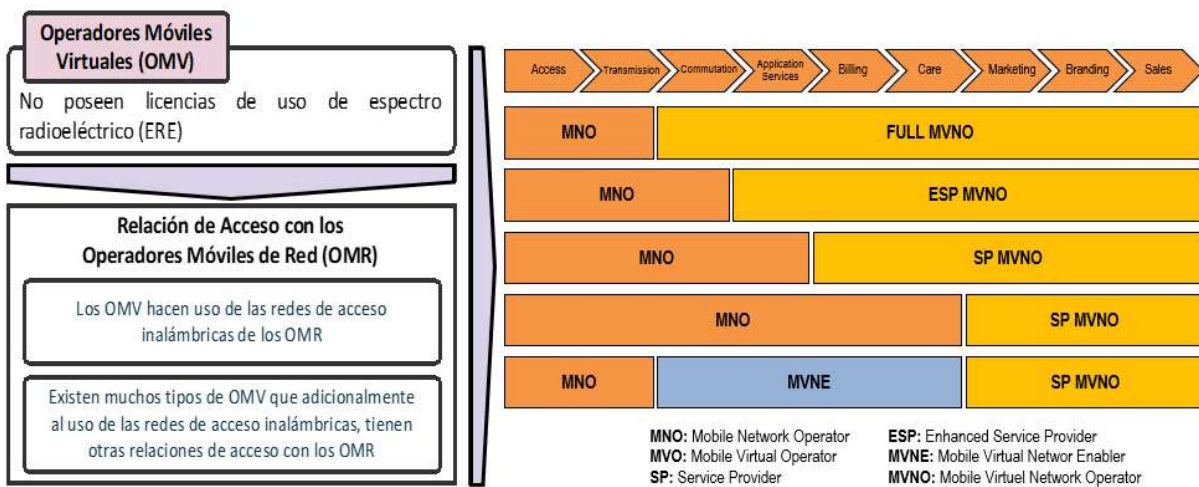 Operadores Móviles
Virtuales (OMV)
No poseen licencias de uso de espectro
radioeléctrico (ERE)
Relación de Acceso con los
Operadores Móviles de Red (OMR)
Los OMV hacen uso de las redes de acceso
inalámbricas de los OMR
Existen muchos tipos de OMV que adicionalmente
al uso de las redes de acceso inalámbricas, tienen
otras relaciones de acceso con los OMR
Access
Transmission
Commutation
Application
Services
Billing
Care
Marketing
Branding
Sales
MNO
FULL MVNO
MNO
ESP MVNO
MNO
SP MVNO
MNO
SP MVNO
MNO
MVNE
SP MVNO
MNO: Mobile Network Operator
MVO: Mobile Virtual Operator
SP: Service Provider
ESP: Enhanced Service Provider
MVNE: Mobile Virtual Networ Enabler
MVNO: Mobile Virtuel Network Operator